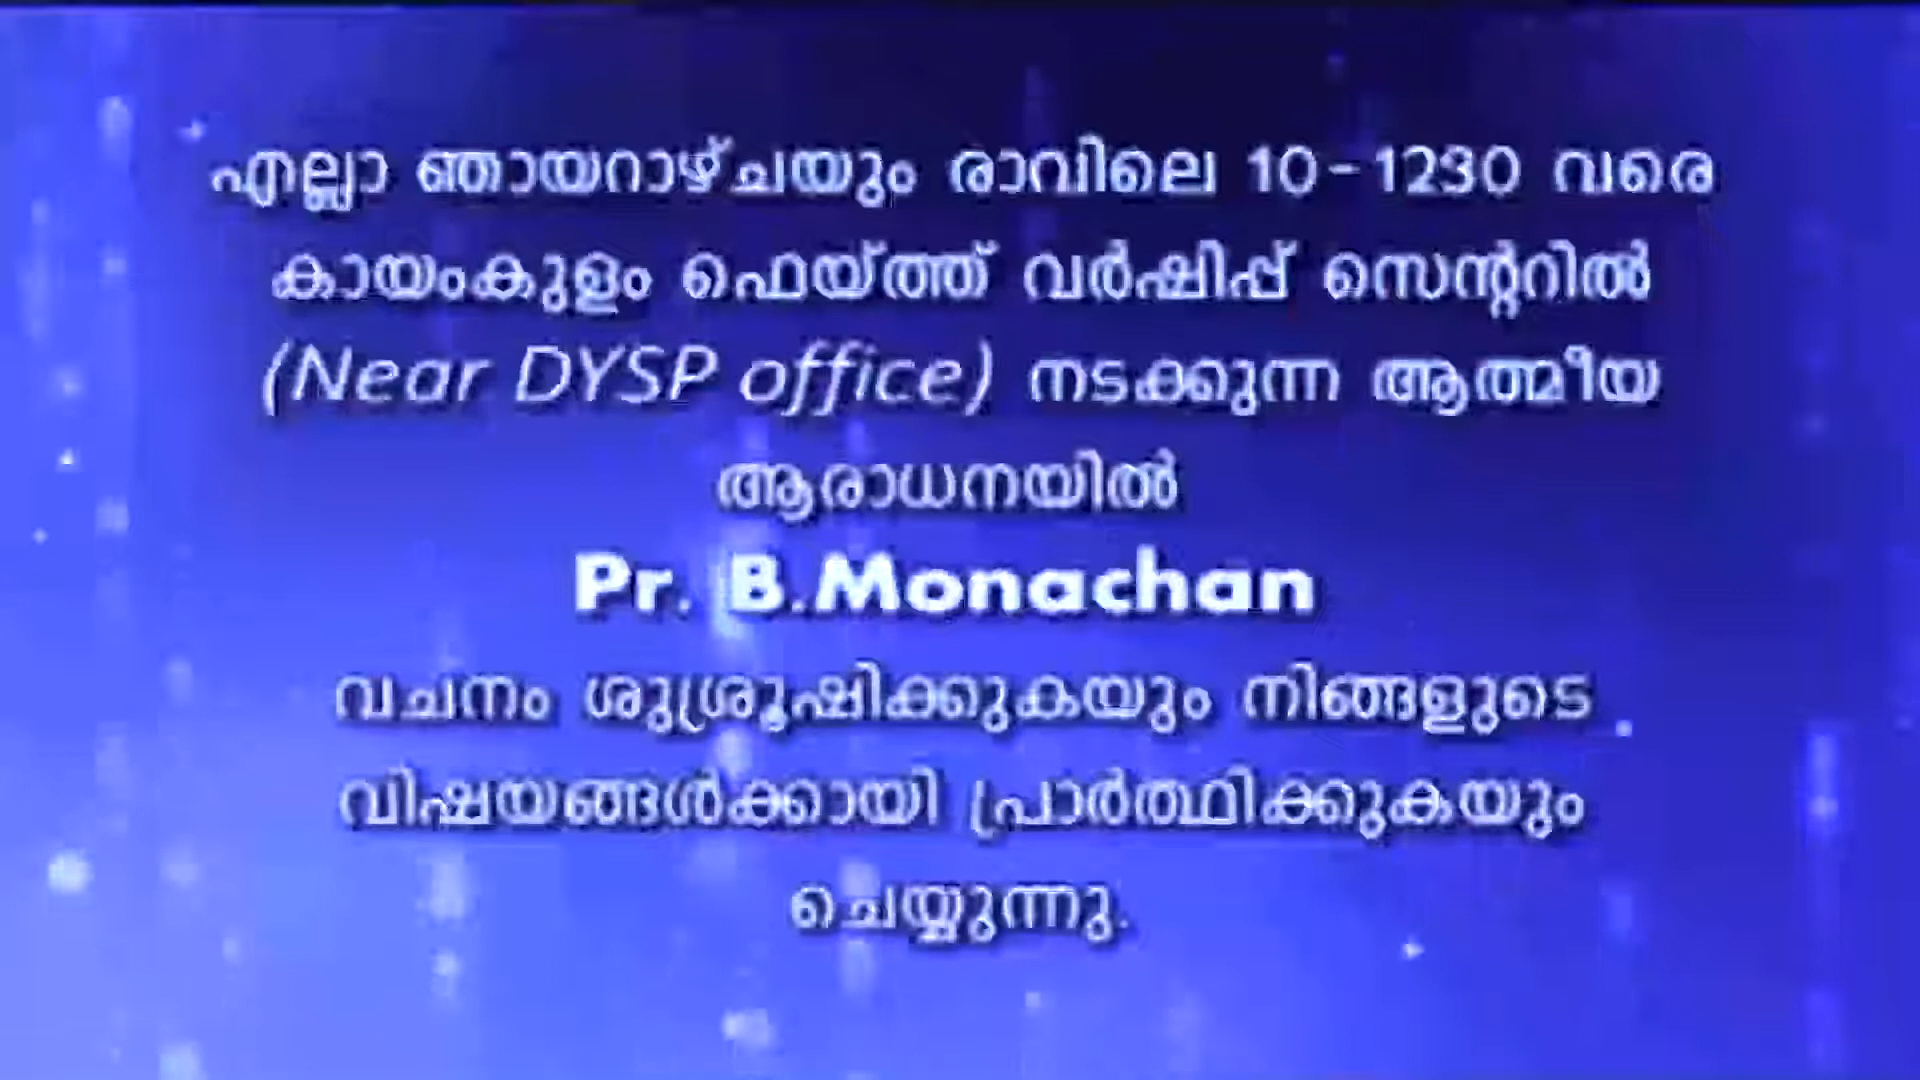 എല്ലാ ഞായറാഴ്ചയും രാവിലെ 10-1230 വരെ
കായംകുളം ഫെയ്ത്ത് വർഷിപ്പ് സെന്ററിൽ
(Near DYSP office) നടക്കുന്ന ആത്മീയ
ആരാധനയിൽ
Pr. B.Monachan
വചനം ശുശ്രൂഷിക്കുകയും നിങ്ങളുടെ
വിഷയങ്ങൾക്കായി പ്രാർത്ഥിക്കുകയും
ചെയ്യുന്നു.